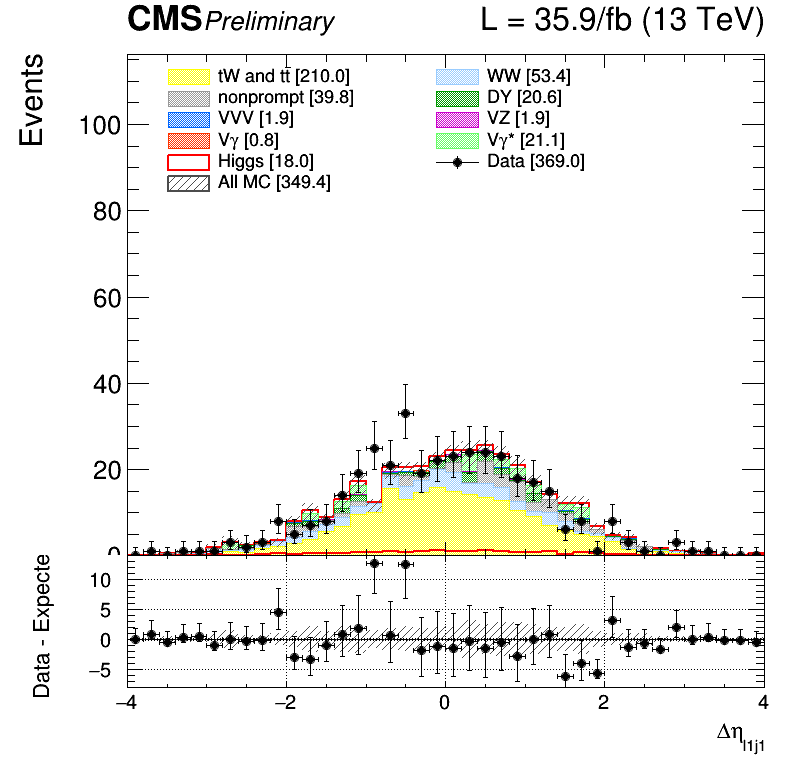 CMS Preliminary L = 35.9/fb (13 TeV)
Events
tW and tt̄ [210.0] WW [53.4]
nonprompt [39.8] DY [20.6]
VVV [1.9] VZ [1.9]
Vγ [0.8] Vγ* [21.1]
Higgs [18.0] Data [369.0]
All MC [349.4]
100
80
60
40
20
0
Data - Expecte
10
5
0
−5
−4 −2 0 2 4
Δη l1j1